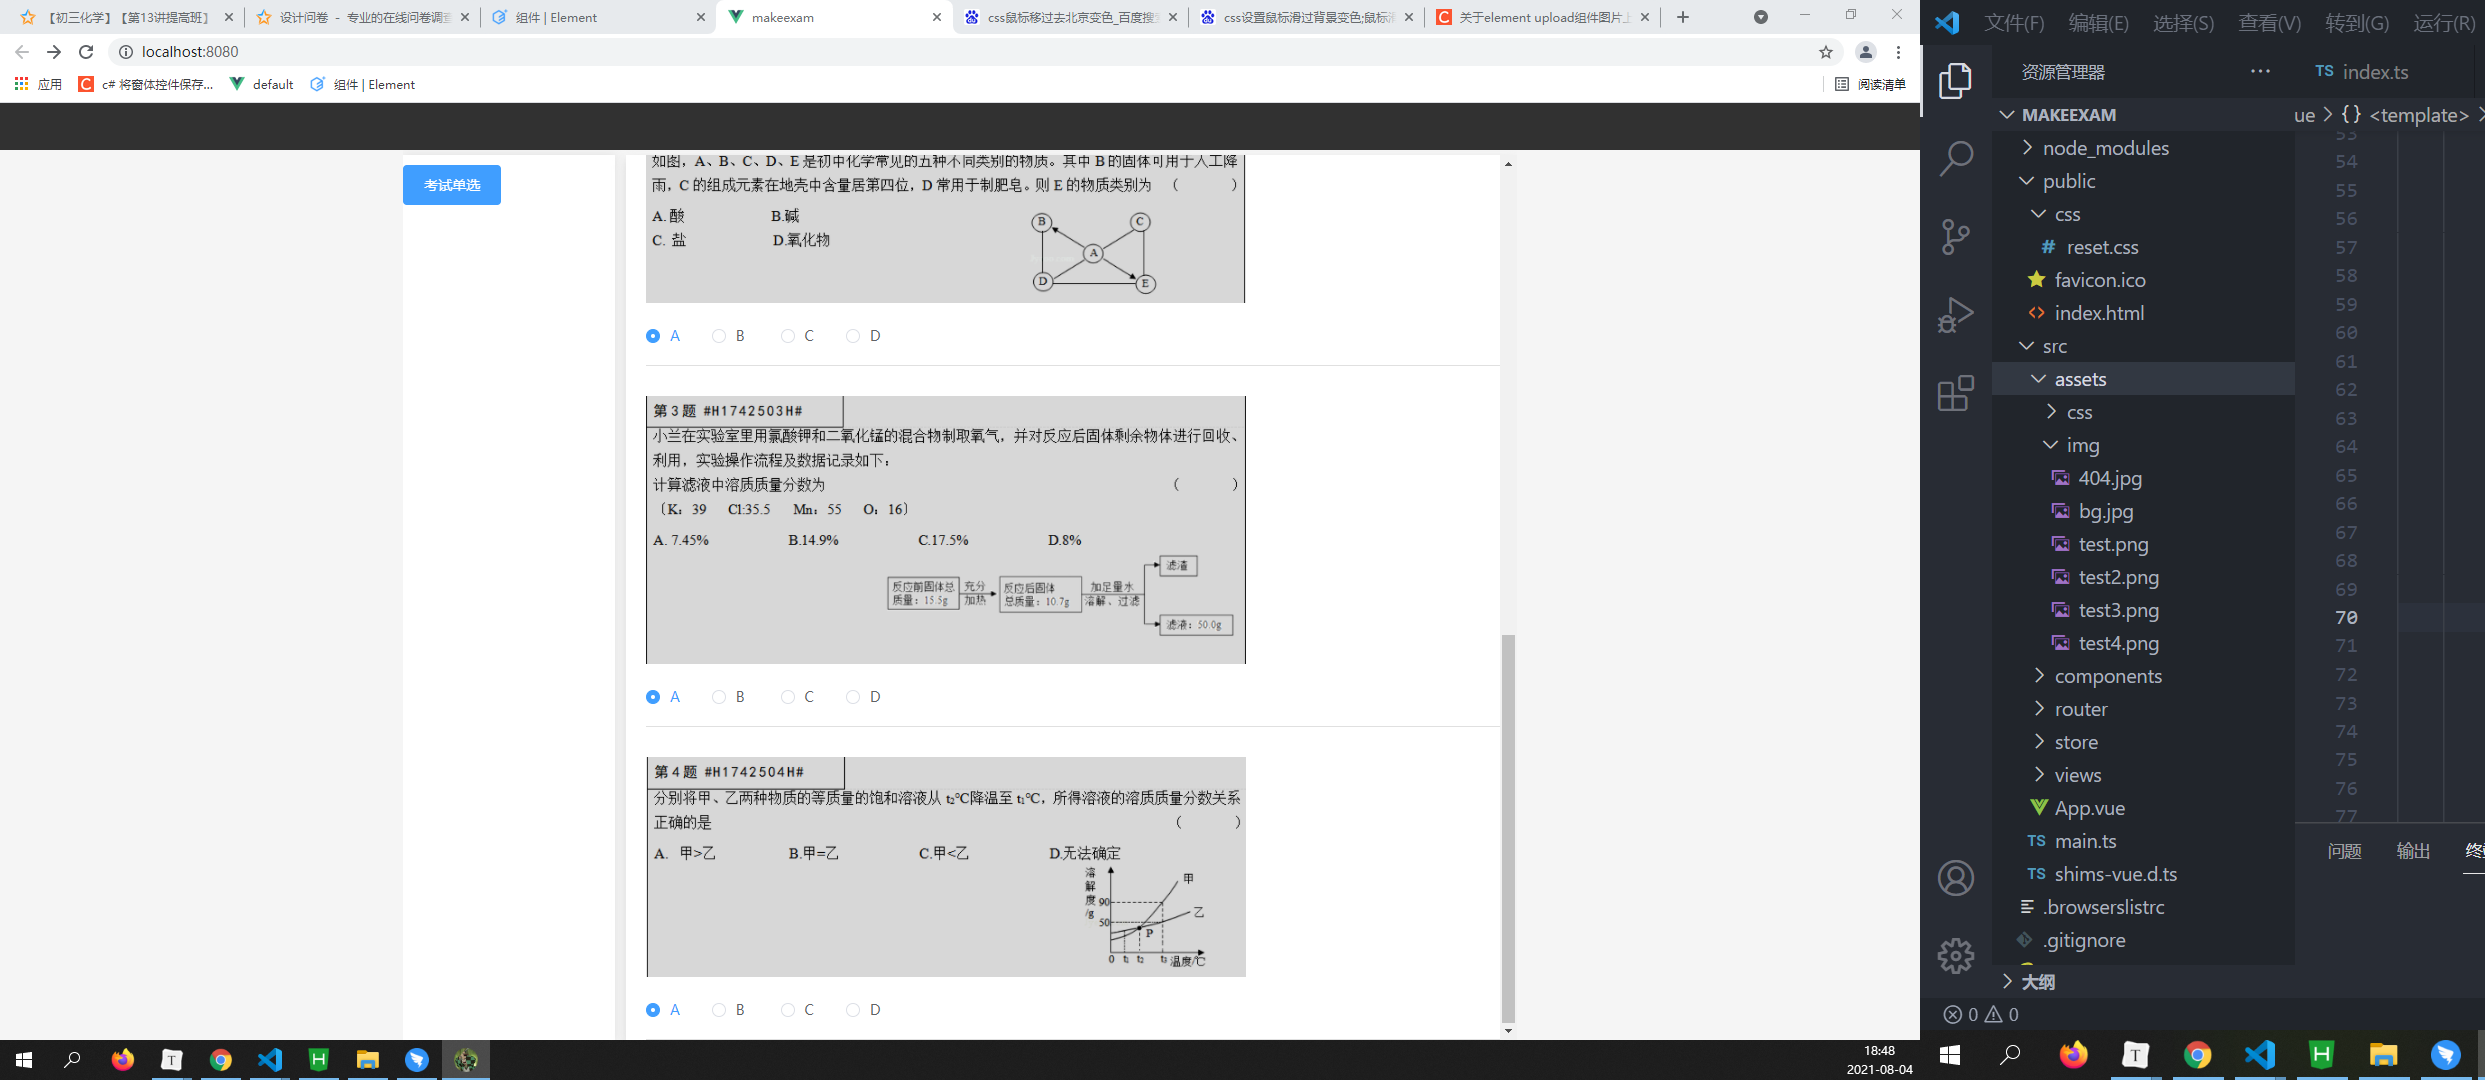 【初三化学】【第13讲提高班】
设计问卷 - 专业的在线问卷调查
组件 | Element
makeexam
css鼠标移过去北京变色_百度搜
css设置鼠标滑过背景变色;鼠标
关于element upload组件图片上
localhost:8080
应用
c# 将窗体控件保存...
default
组件 | Element
阅读清单
考试单选
如图，A、B、C、D、E 是初中化学常见的五种不同类别的物质。其中 B 的固体可用于人工降
雨，C 的组成元素在地壳中含量居第四位，D 常用于制肥皂。则 E 的物质类别为 （ ）
A. 酸 B.碱
C. 盐 D.氧化物
B C
A
D E
A B C D
第 3 题 #H1742503H#
小兰在实验室里用氯酸钾和二氧化锰的混合物制取氧气，并对反应后固体剩余物体进行回收、
利用，实验操作流程及数据记录如下：
计算滤液中溶质质量分数为 （ ）
〔K：39 Cl:35.5 Mn：55 O：16〕
A. 7.45% B.14.9% C.17.5% D.8%
反应前固体总
质量：15.5g
充分
加热
反应后固体
总质量：10.7g
加足量水
溶解、过滤
滤渣
滤液：50.0g
A B C D
第 4 题 #H1742504H#
分别将甲、乙两种物质的等质量的饱和溶液从 t₂℃降温至 t₁℃，所得溶液的溶质质量分数关系
正确的是 （ ）
A. 甲>乙 B.甲=乙 C.甲<乙 D.无法确定
溶解度/g
甲
90
乙
50
P
0 t₁ t₂ t₃ 温度/℃
A B C D
18:48
2021-08-04
文件(F) 编辑(E) 选择(S) 查看(V) 转到(G) 运行(R)
资源管理器 ···
TS index.ts
MAKEEXAM
ue > {} <template> >
node_modules
public
css
# reset.css
favicon.ico
<> index.html
src
assets
css
img
404.jpg
bg.jpg
test.png
test2.png
test3.png
test4.png
components
router
store
views
App.vue
TS main.ts
TS shims-vue.d.ts
.browserslistrc
.gitignore
大纲
53
54
55
56
57
58
59
60
61
62
63
64
65
66
67
68
69
70
71
72
73
74
75
76
77
问题 输出
0 0